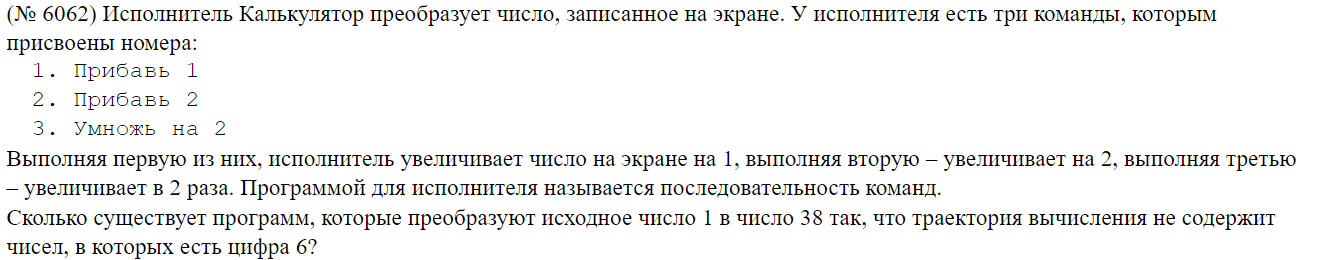 (№ 6062) Исполнитель Калькулятор преобразует число, записанное на экране. У исполнителя есть три команды, которым
присвоены номера:
1. Прибавь 1
2. Прибавь 2
3. Умножь на 2
Выполняя первую из них, исполнитель увеличивает число на экране на 1, выполняя вторую – увеличивает на 2, выполняя третью
– увеличивает в 2 раза. Программой для исполнителя называется последовательность команд.
Сколько существует программ, которые преобразуют исходное число 1 в число 38 так, что траектория вычисления не содержит
чисел, в которых есть цифра 6?